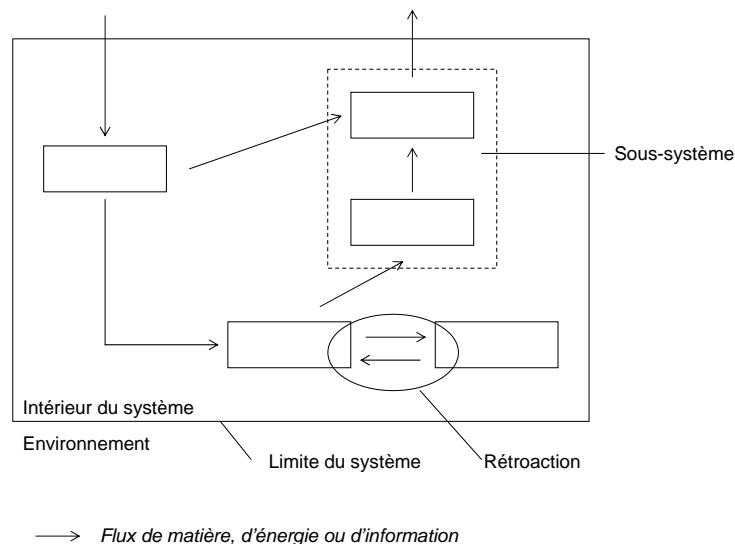 Sous-système
Intérieur du système
Environnement
Limite du système
Rétroaction
Flux de matière, d'énergie ou d'information